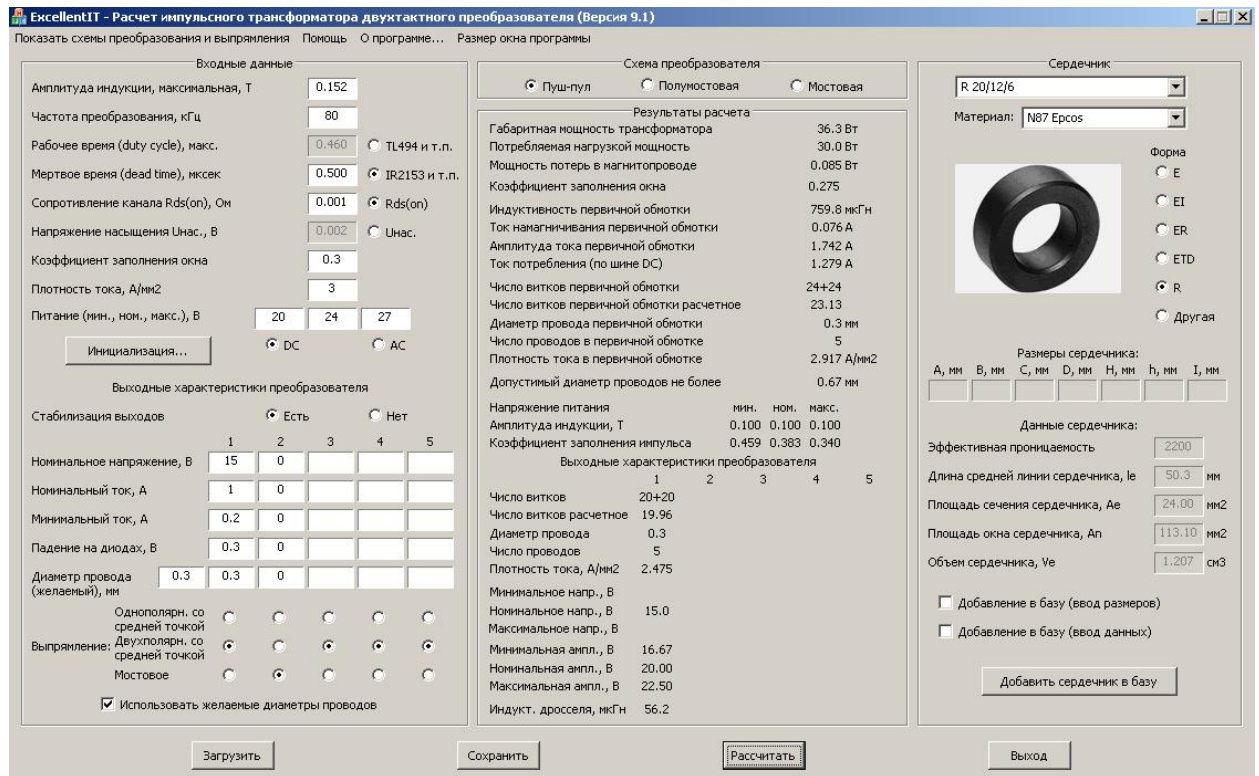 ExcellentIT - Расчет импульсного трансформатора двухтактного преобразователя (Версия 9.1)
Показать схемы преобразования и выпрямления Помощь О программе... Размер окна программы
Входные данные
Амплитуда индукции, максимальная, Т 0.152
Частота преобразования, кГц 80
Рабочее время (duty cycle), макс. 0.460 TL494 и т.п.
Мертвое время (dead time), мксек 0.500 IR2153 и т.п.
Сопротивление канала Rds(on), Ом 0.001 Rds(on)
Напряжение насыщения Uнас., В 0.002 Uнас.
Коэффициент заполнения окна 0.3
Плотность тока, А/мм2 3
Питание (мин., ном., макс.), В 20 24 27
Инициализация... DC AC
Выходные характеристики преобразователя
Стабилизация выходов Есть Нет
1 2 3 4 5
Номинальное напряжение, В 15 0
Номинальный ток, А 1 0
Минимальный ток, А 0.2 0
Падение на диодах, В 0.3 0
Диаметр провода 0.3 0.3 0
(желаемый), мм
Однополярн. со
средней точкой
Выпрямление: Двухполярн. со
средней точкой
Мостовое
Использовать желаемые диаметры проводов
Схема преобразователя
Пуш-пул Полумостовая Мостовая
Результаты расчета
Габаритная мощность трансформатора 36.3 Вт
Потребляемая нагрузкой мощность 30.0 Вт
Мощность потерь в магнитопроводе 0.085 Вт
Коэффициент заполнения окна 0.275
Индуктивность первичной обмотки 759.8 мкГн
Ток намагничивания первичной обмотки 0.076 А
Амплитуда тока первичной обмотки 1.742 А
Ток потребления (по шине DC) 1.279 А
Число витков первичной обмотки 24+24
Число витков первичной обмотки расчетное 23.13
Диаметр провода первичной обмотки 0.3 мм
Число проводов в первичной обмотке 5
Плотность тока в первичной обмотке 2.917 А/мм2
Допустимый диаметр проводов не более 0.67 мм
Напряжение питания мин. ном. макс.
Амплитуда индукции, Т 0.100 0.100 0.100
Коэффициент заполнения импульса 0.459 0.383 0.340
Выходные характеристики преобразователя
1 2 3 4 5
Число витков 20+20
Число витков расчетное 19.96
Диаметр провода 0.3
Число проводов 5
Плотность тока, А/мм2 2.475
Минимальное напр., В
Номинальное напр., В 15.0
Максимальное напр., В
Минимальная ампл., В 16.67
Номинальная ампл., В 20.00
Максимальная ампл., В 22.50
Индукт. дросселя, мкГн 56.2
Сердечник
R 20/12/6
Материал: N87 Epcos
Форма
E
EI
ER
ETD
R
Другая
Размеры сердечника:
A, мм B, мм C, мм D, мм H, мм h, мм I, мм
Данные сердечника:
Эффективная проницаемость 2200
Длина средней линии сердечника, le 50.3 мм
Площадь сечения сердечника, Ae 24.00 мм2
Площадь окна сердечника, An 113.10 мм2
Объем сердечника, Ve 1.207 см3
Добавление в базу (ввод размеров)
Добавление в базу (ввод данных)
Добавить сердечник в базу
Загрузить Сохранить Рассчитать Выход